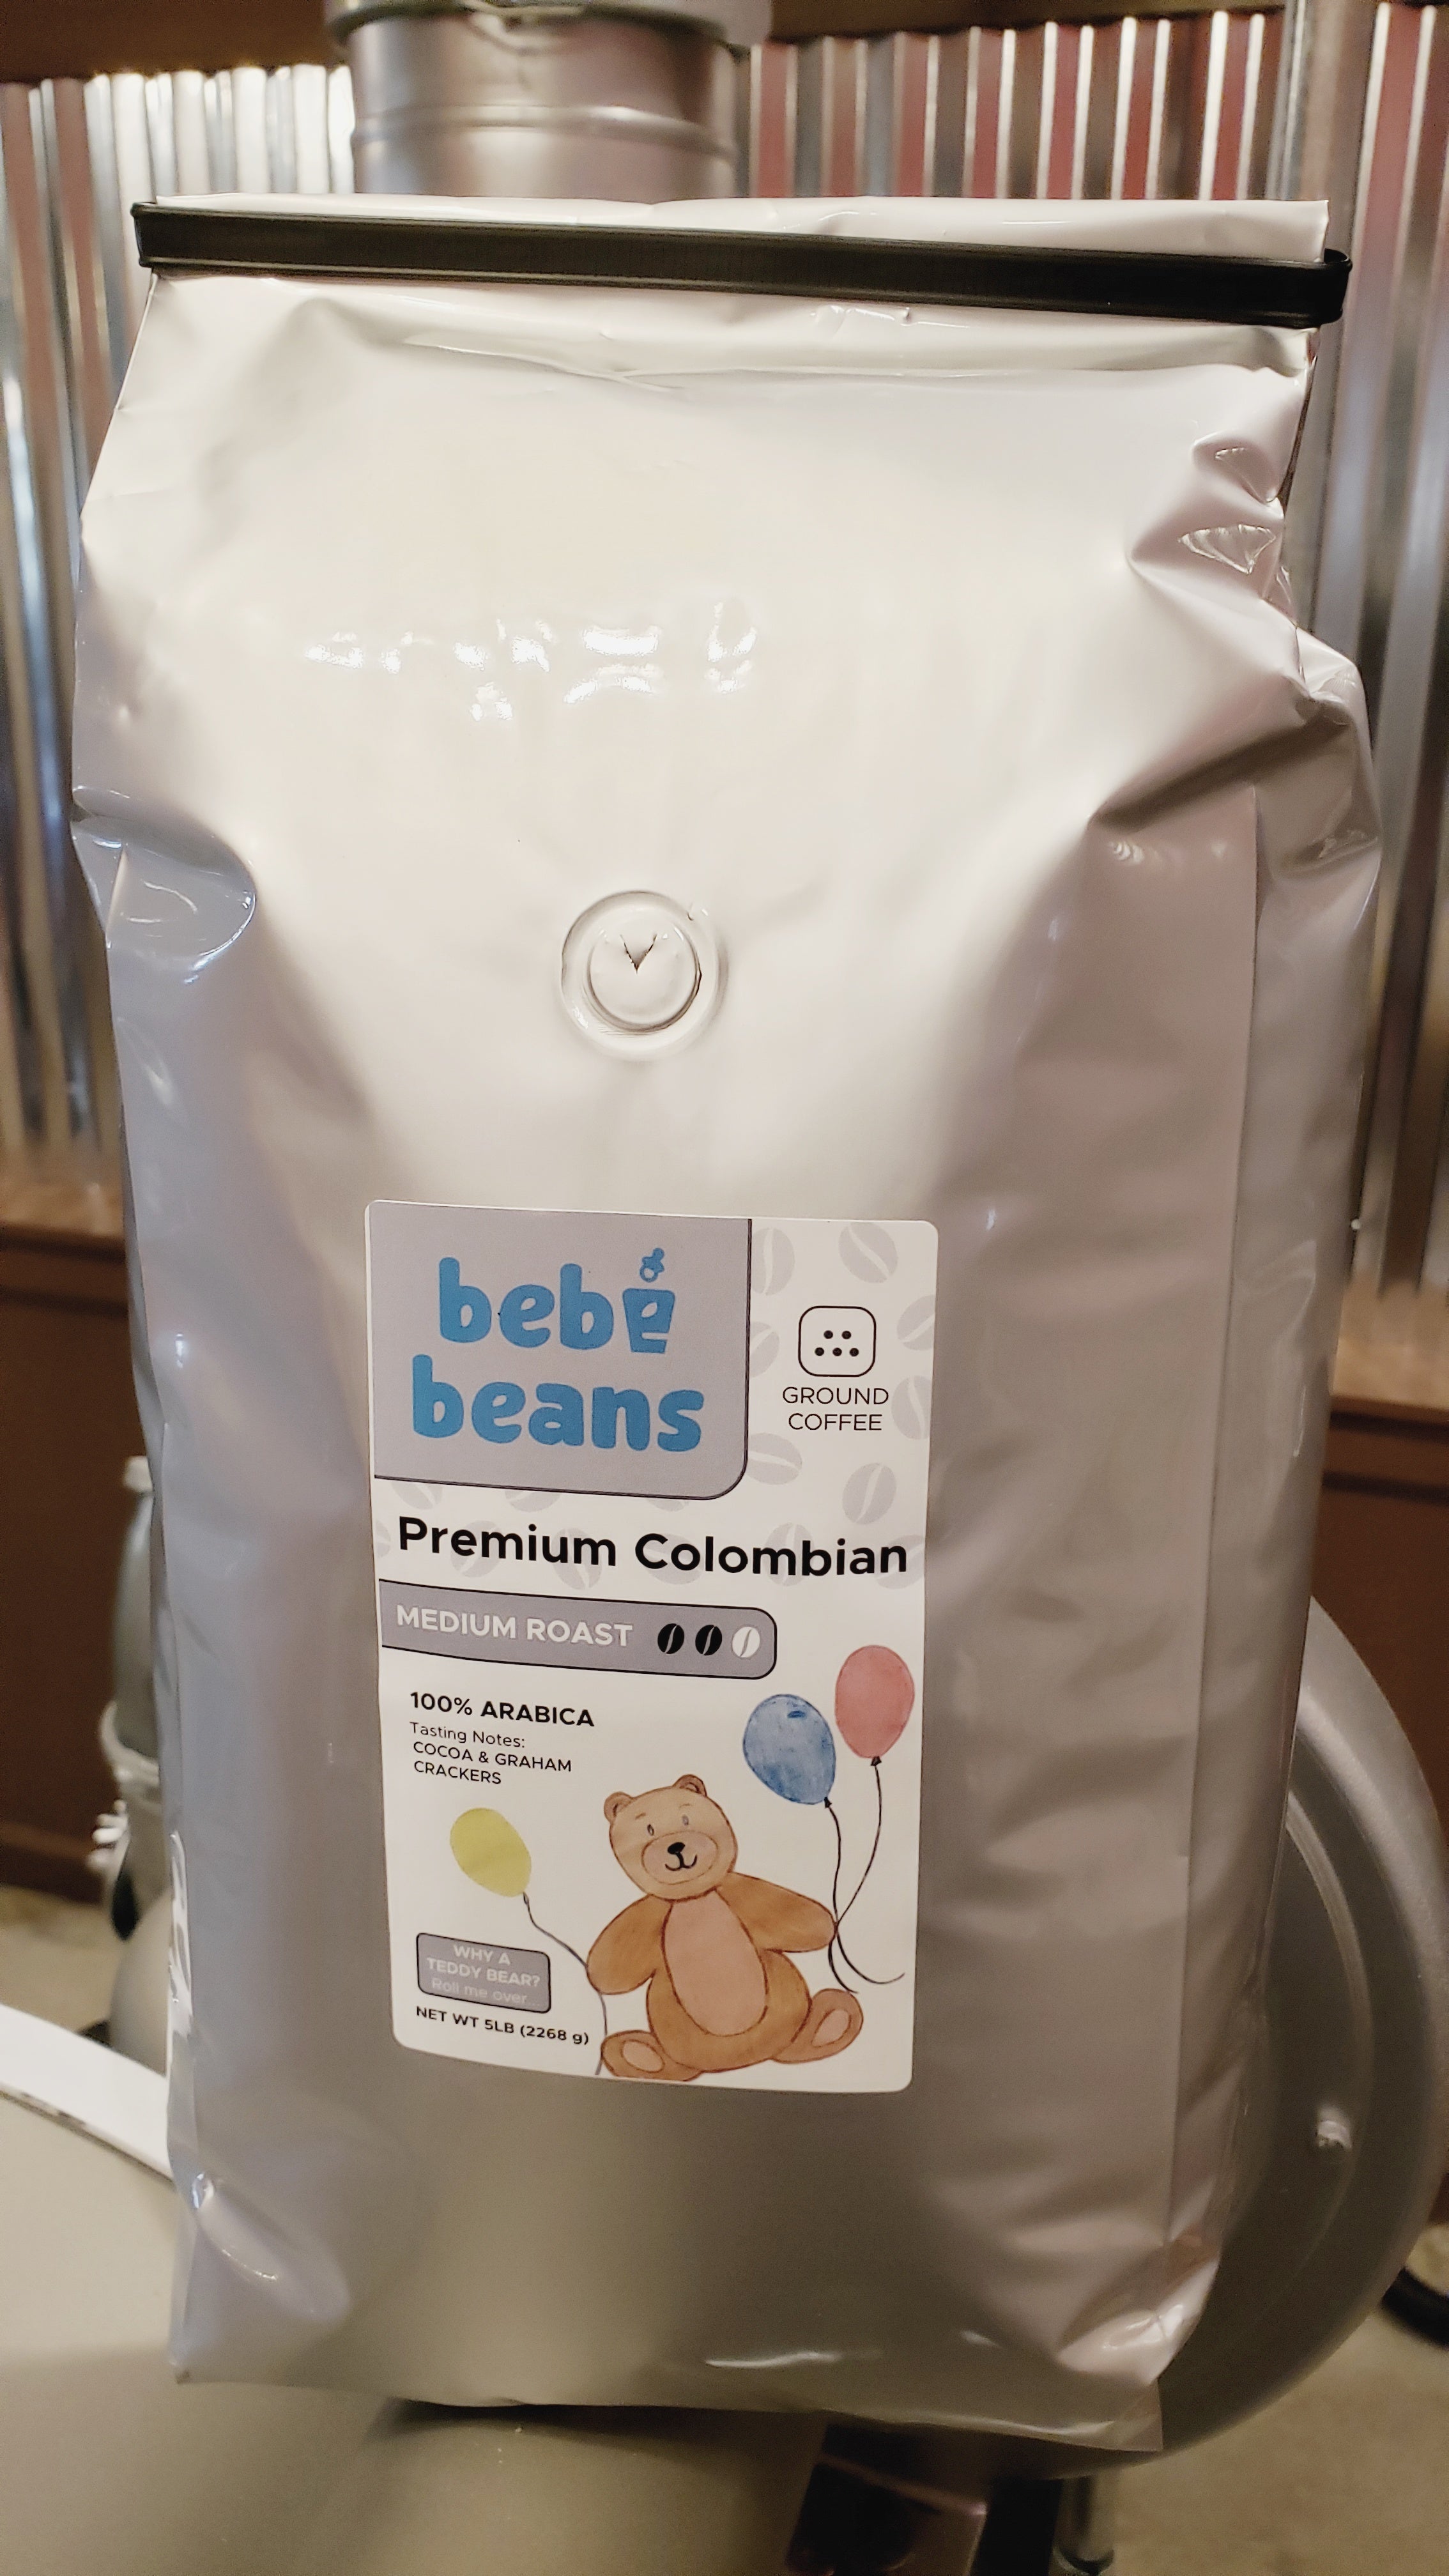 bebe
beans
GROUND
COFFEE
Premium Colombian
MEDIUM ROAST
100% ARABICA
Tasting Notes:
COCOA & GRAHAM
CRACKERS
WHY A
TEDDY BEAR?
Roll me over...
NET WT 5LB (2268 g)